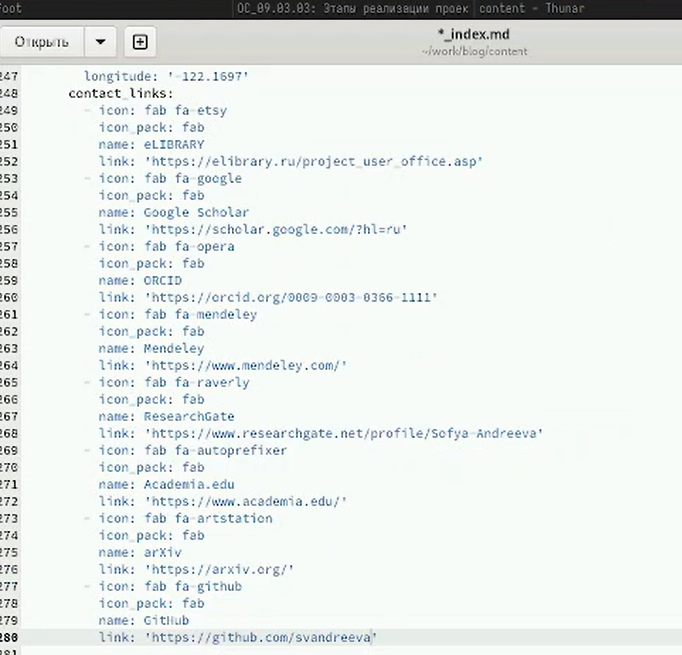 Foot
ОС_09.03.03: Этапы реализации проек
content - Thunar
Открыть
*_index.md
~/work/blog/content
247 longitude: '-122.1697'
248 contact_links:
249 - icon: fab fa-etsy
250 icon_pack: fab
251 name: eLIBRARY
252 link: 'https://elibrary.ru/project_user_office.asp'
253 - icon: fab fa-google
254 icon_pack: fab
255 name: Google Scholar
256 link: 'https://scholar.google.com/?hl=ru'
257 - icon: fab fa-opera
258 icon_pack: fab
259 name: ORCID
260 link: 'https://orcid.org/0009-0003-0366-1111'
261 - icon: fab fa-mendeley
262 icon_pack: fab
263 name: Mendeley
264 link: 'https://www.mendeley.com/'
265 - icon: fab fa-raverly
266 icon_pack: fab
267 name: ResearchGate
268 link: 'https://www.researchgate.net/profile/Sofya-Andreeva'
269 - icon: fab fa-autoprefixer
270 icon_pack: fab
271 name: Academia.edu
272 link: 'https://www.academia.edu/'
273 - icon: fab fa-artstation
274 icon_pack: fab
275 name: arXiv
276 link: 'https://arxiv.org/'
277 - icon: fab fa-github
278 icon_pack: fab
279 name: GitHub
280 link: 'https://github.com/svandreeva'
281